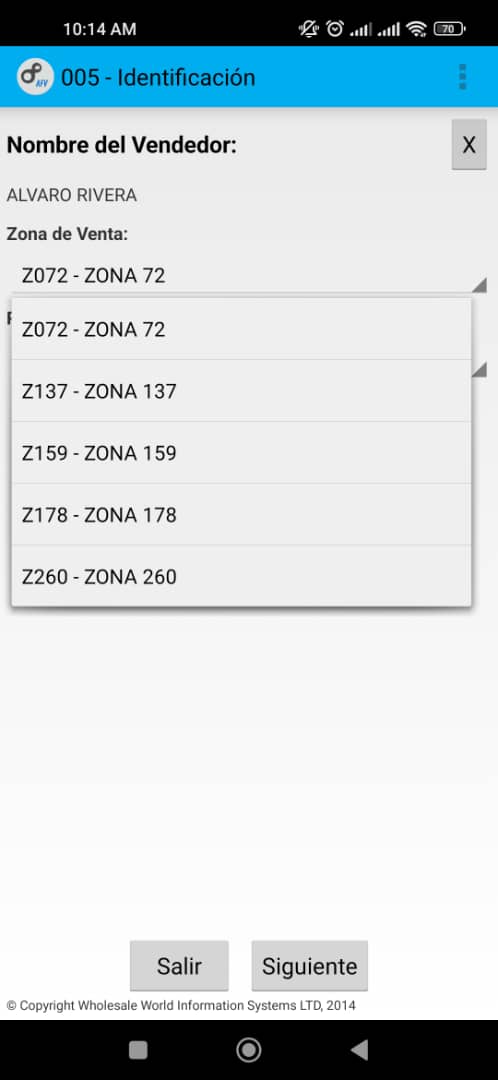 10:14 AM
70
AFV
005 - Identificación
Nombre del Vendedor:
X
ALVARO RIVERA
Zona de Venta:
Z072 - ZONA 72
Z072 - ZONA 72
Z137 - ZONA 137
Z159 - ZONA 159
Z178 - ZONA 178
Z260 - ZONA 260
Salir
Siguiente
© Copyright Wholesale World Information Systems LTD, 2014